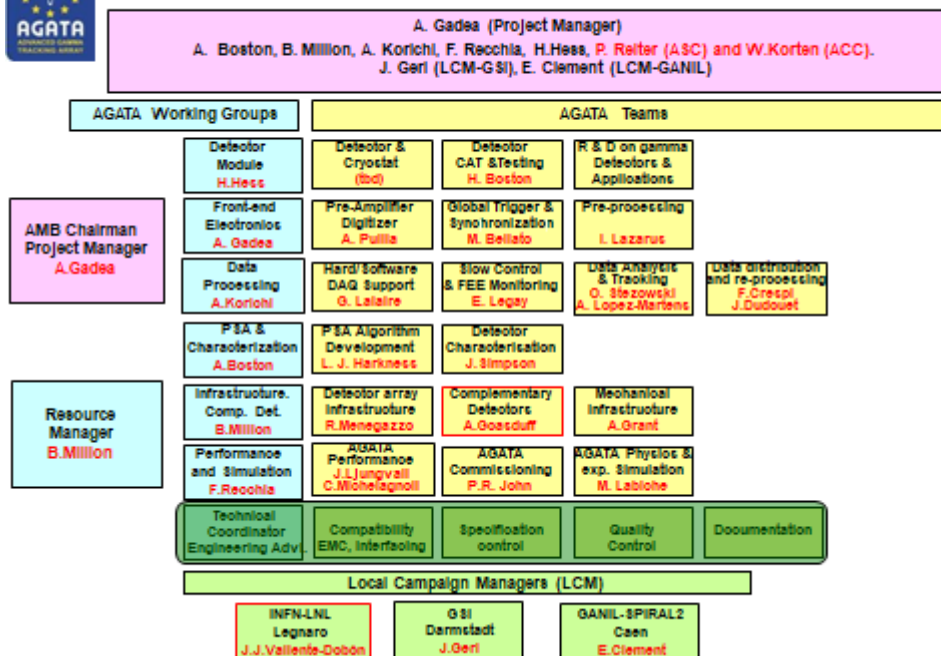 AGATA
ADVANCED GAMMA
TRACKING ARRAY
A. Gadea (Project Manager)
A. Boston, B. Million, A. Korichi, F. Recchia, H.Hess, P. Reiter (ASC) and W.Korten (ACC).
J. Gerl (LCM-GSI), E. Clement (LCM-GANIL)
AGATA Working Groups
AGATA Teams
Detector
Module
H.Hess
Detector &
Cryostat
(tbd)
Detector
CAT &Testing
H. Boston
R & D on gamma
Detectors &
Applications
AMB Chairman
Project Manager
A.Gadea
Front-end
Electronics
A. Gadea
Pre-Amplifier
Digitizer
A. Pullia
Global Trigger &
Synchronization
M. Bellato
Pre-processing
I. Lazarus
Data
Processing
A.Korichi
Hard/Software
DAQ Support
G. Lalaire
Slow Control
& FEE Monitoring
E. Legay
Data Analysis
& Tracking
O. Stezowski
A. Lopez-Martens
Data distribution
and re-processing
F.Crespi,
J.Dudouet
PSA &
Characterization
A.Boston
PSA Algorithm
Development
L. J. Harkness
Detector
Characterisation
J.Simpson
Resource
Manager
B.Million
Infrastructure.
Comp. Det.
B.Million
Detector array
Infrastructure
R.Menegazzo
Complementary
Detectors
A.Goasduff
Mechanical
Infrastructure
A.Grant
Performance
and Simulation
F.Recchia
AGATA
Performance
J.Ljungvall
C.Michelagnoli
AGATA
Commissioning
P.R. John
AGATA Physics &
exp. Simulation
M. Labiche
Technical
Coordinator
Engineering Advi.
Compatibility
EMC, Interfacing
Specification
control
Quality
Control
Documentation
Local Campaign Managers (LCM)
INFN-LNL
Legnaro
J.J.Valiente-Dobón
GSI
Darmstadt
J.Gerl
GANIL-SPIRAL2
Caen
E.Clement